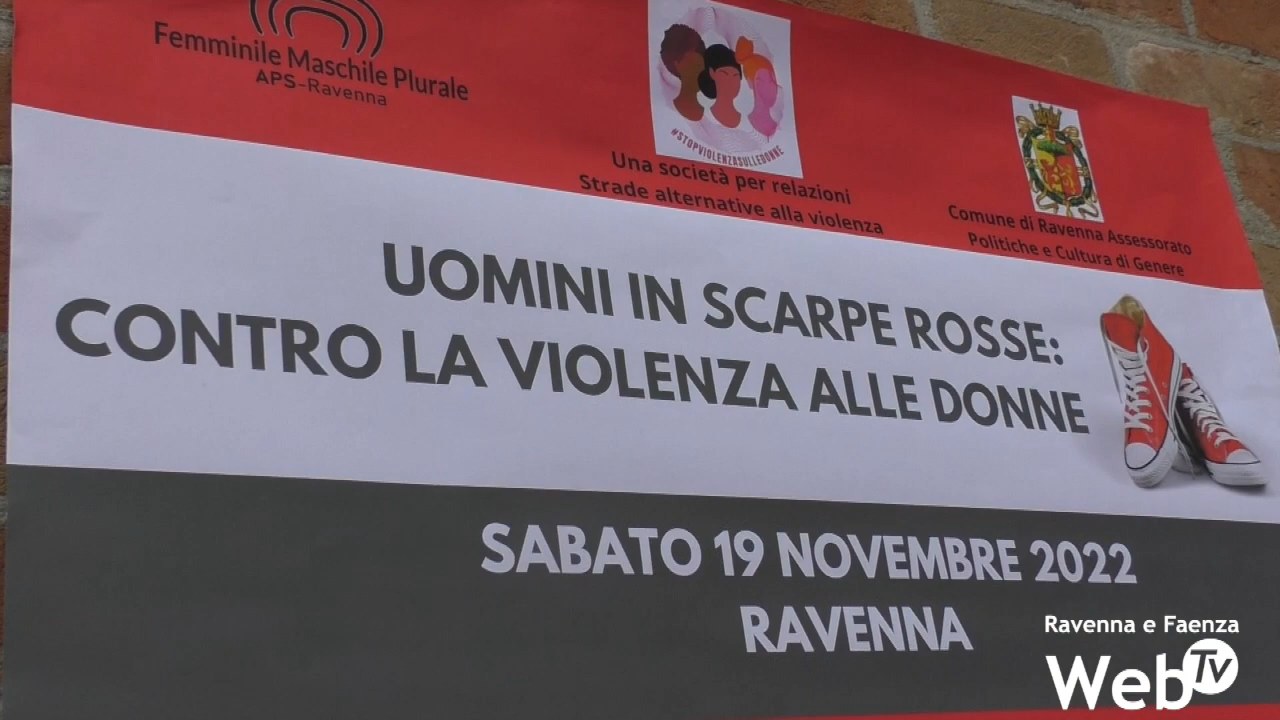 Femminile Maschile Plurale
APS-Ravenna
#STOPVIOLENZASULLEDONNE
Una società per relazioni
Strade alternative alla violenza
Comune di Ravenna Assessorato
Politiche e Cultura di Genere
UOMINI IN SCARPE ROSSE:
CONTRO LA VIOLENZA ALLE DONNE
SABATO 19 NOVEMBRE 2022
RAVENNA
Ravenna e Faenza
WebTv